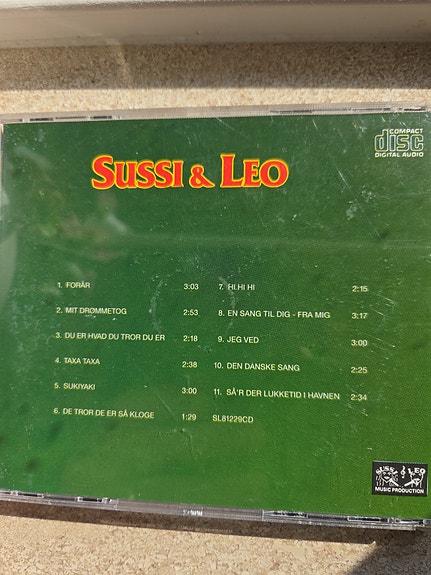 COMPACT
disc
DIGITAL AUDIO
SUSSI & LEO
1. FORÅR 3:03
2. MIT DRØMMETOG 2:53
3. DU ER HVAD DU TROR DU ER 2:18
4. TAXA TAXA 2:38
5. SUKIYAKI 3:00
6. DE TROR DE ER SÅ KLOGE 1:29
7. HI.HI HI 2:15
8. EN SANG TIL DIG - FRA MIG 3:17
9. JEG VED 3:00
10. DEN DANSKE SANG 2:25
11. SÅ'R DER LUKKETID I HAVNEN 2:34
SL81229CD
SUSSI & LEO
MUSIC PRODUCTION